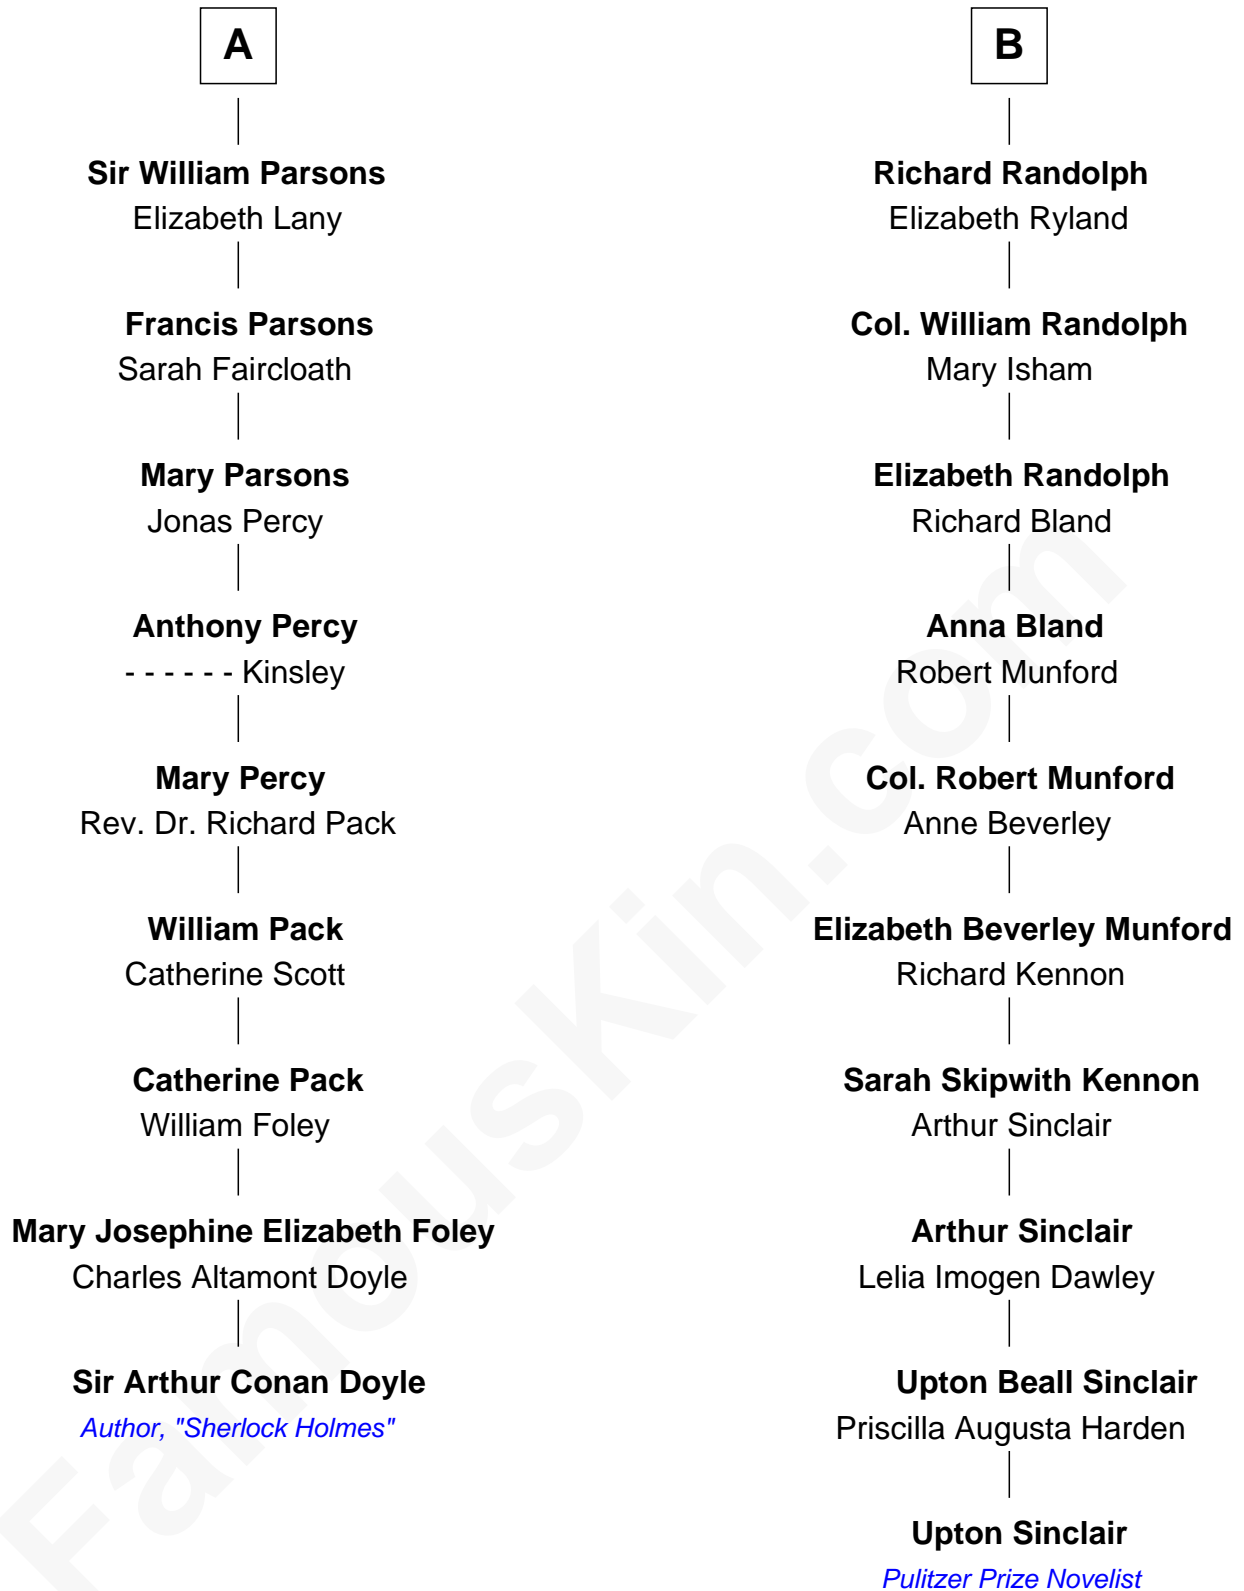 A
Sir William Parsons
Elizabeth Lany
Francis Parsons
Sarah Faircloath
Mary Parsons
Jonas Percy
Anthony Percy
- - - - - - Kinsley
Mary Percy
Rev. Dr. Richard Pack
William Pack
Catherine Scott
Catherine Pack
William Foley
Mary Josephine Elizabeth Foley
Charles Altamont Doyle
Sir Arthur Conan Doyle
Author, "Sherlock Holmes"
B
Richard Randolph
Elizabeth Ryland
Col. William Randolph
Mary Isham
Elizabeth Randolph
Richard Bland
Anna Bland
Robert Munford
Col. Robert Munford
Anne Beverley
Elizabeth Beverley Munford
Richard Kennon
Sarah Skipwith Kennon
Arthur Sinclair
Arthur Sinclair
Lelia Imogen Dawley
Upton Beall Sinclair
Priscilla Augusta Harden
Upton Sinclair
Pulitzer Prize Novelist
FamousKin.com